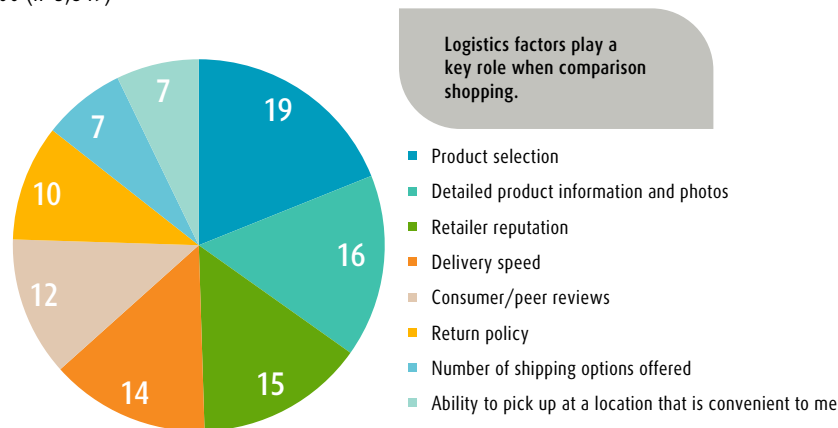 Logistics factors play a
key role when comparison
shopping.
19
16
15
14
12
10
7
7
Product selection
Detailed product information and photos
Retailer reputation
Delivery speed
Consumer/peer reviews
Return policy
Number of shipping options offered
Ability to pick up at a location that is convenient to me